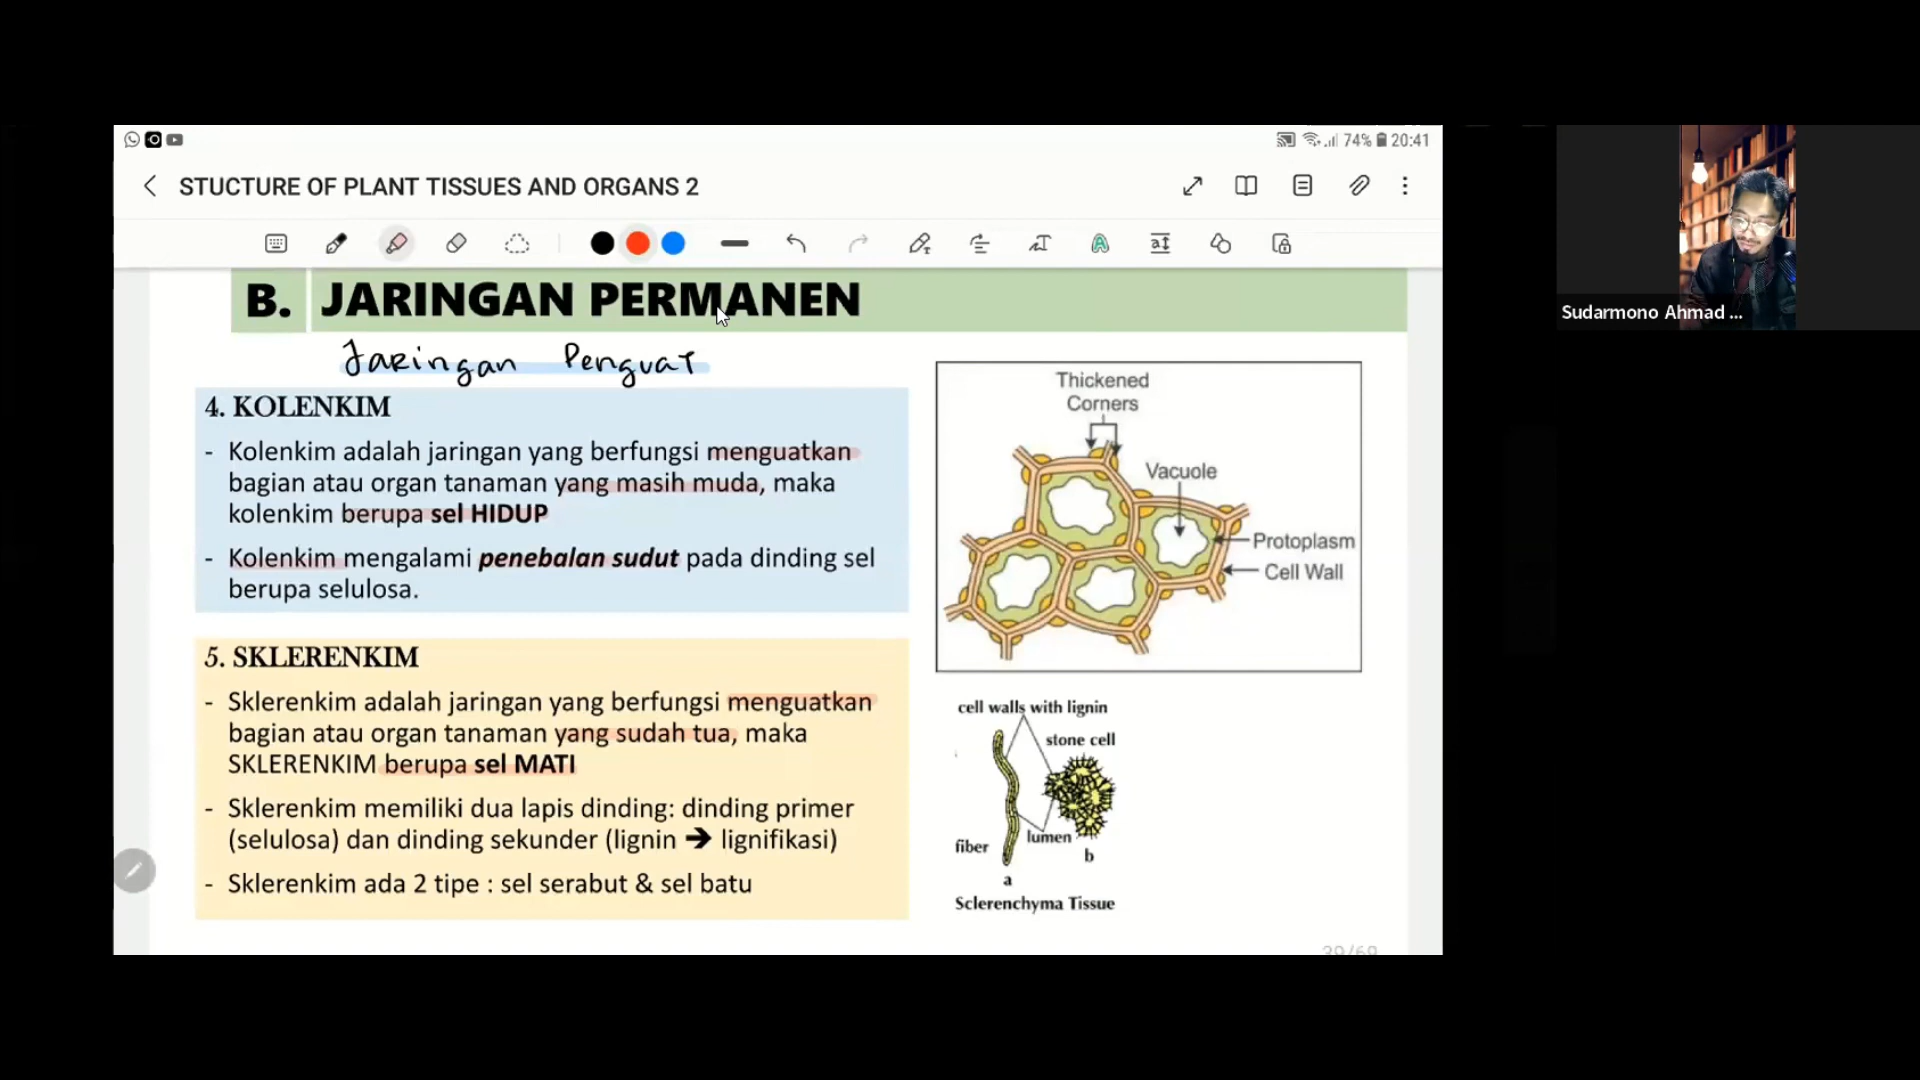 74% 20:41
STUCTURE OF PLANT TISSUES AND ORGANS 2
B. JARINGAN PERMANEN
Jaringan Penguat
4. KOLENKIM
- Kolenkim adalah jaringan yang berfungsi menguatkan
bagian atau organ tanaman yang masih muda, maka
kolenkim berupa sel HIDUP
- Kolenkim mengalami penebalan sudut pada dinding sel
berupa selulosa.
5. SKLERENKIM
- Sklerenkim adalah jaringan yang berfungsi menguatkan
bagian atau organ tanaman yang sudah tua, maka
SKLERENKIM berupa sel MATI
- Sklerenkim memiliki dua lapis dinding: dinding primer
(selulosa) dan dinding sekunder (lignin ➔ lignifikasi)
- Sklerenkim ada 2 tipe : sel serabut & sel batu
Thickened
Corners
Vacuole
Protoplasm
Cell Wall
cell walls with lignin
stone cell
lumen
fiber
b
a
Sclerenchyma Tissue
Sudarmono Ahmad ...